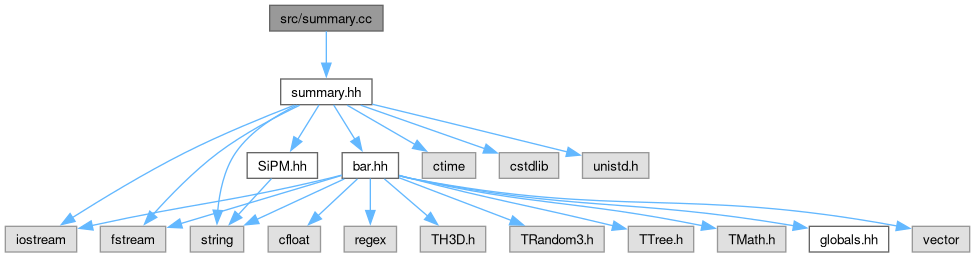 src/summary.cc
summary.hh
SiPM.hh
bar.hh
ctime
cstdlib
unistd.h
iostream
fstream
string
cfloat
regex
TH3D.h
TRandom3.h
TTree.h
TMath.h
globals.hh
vector